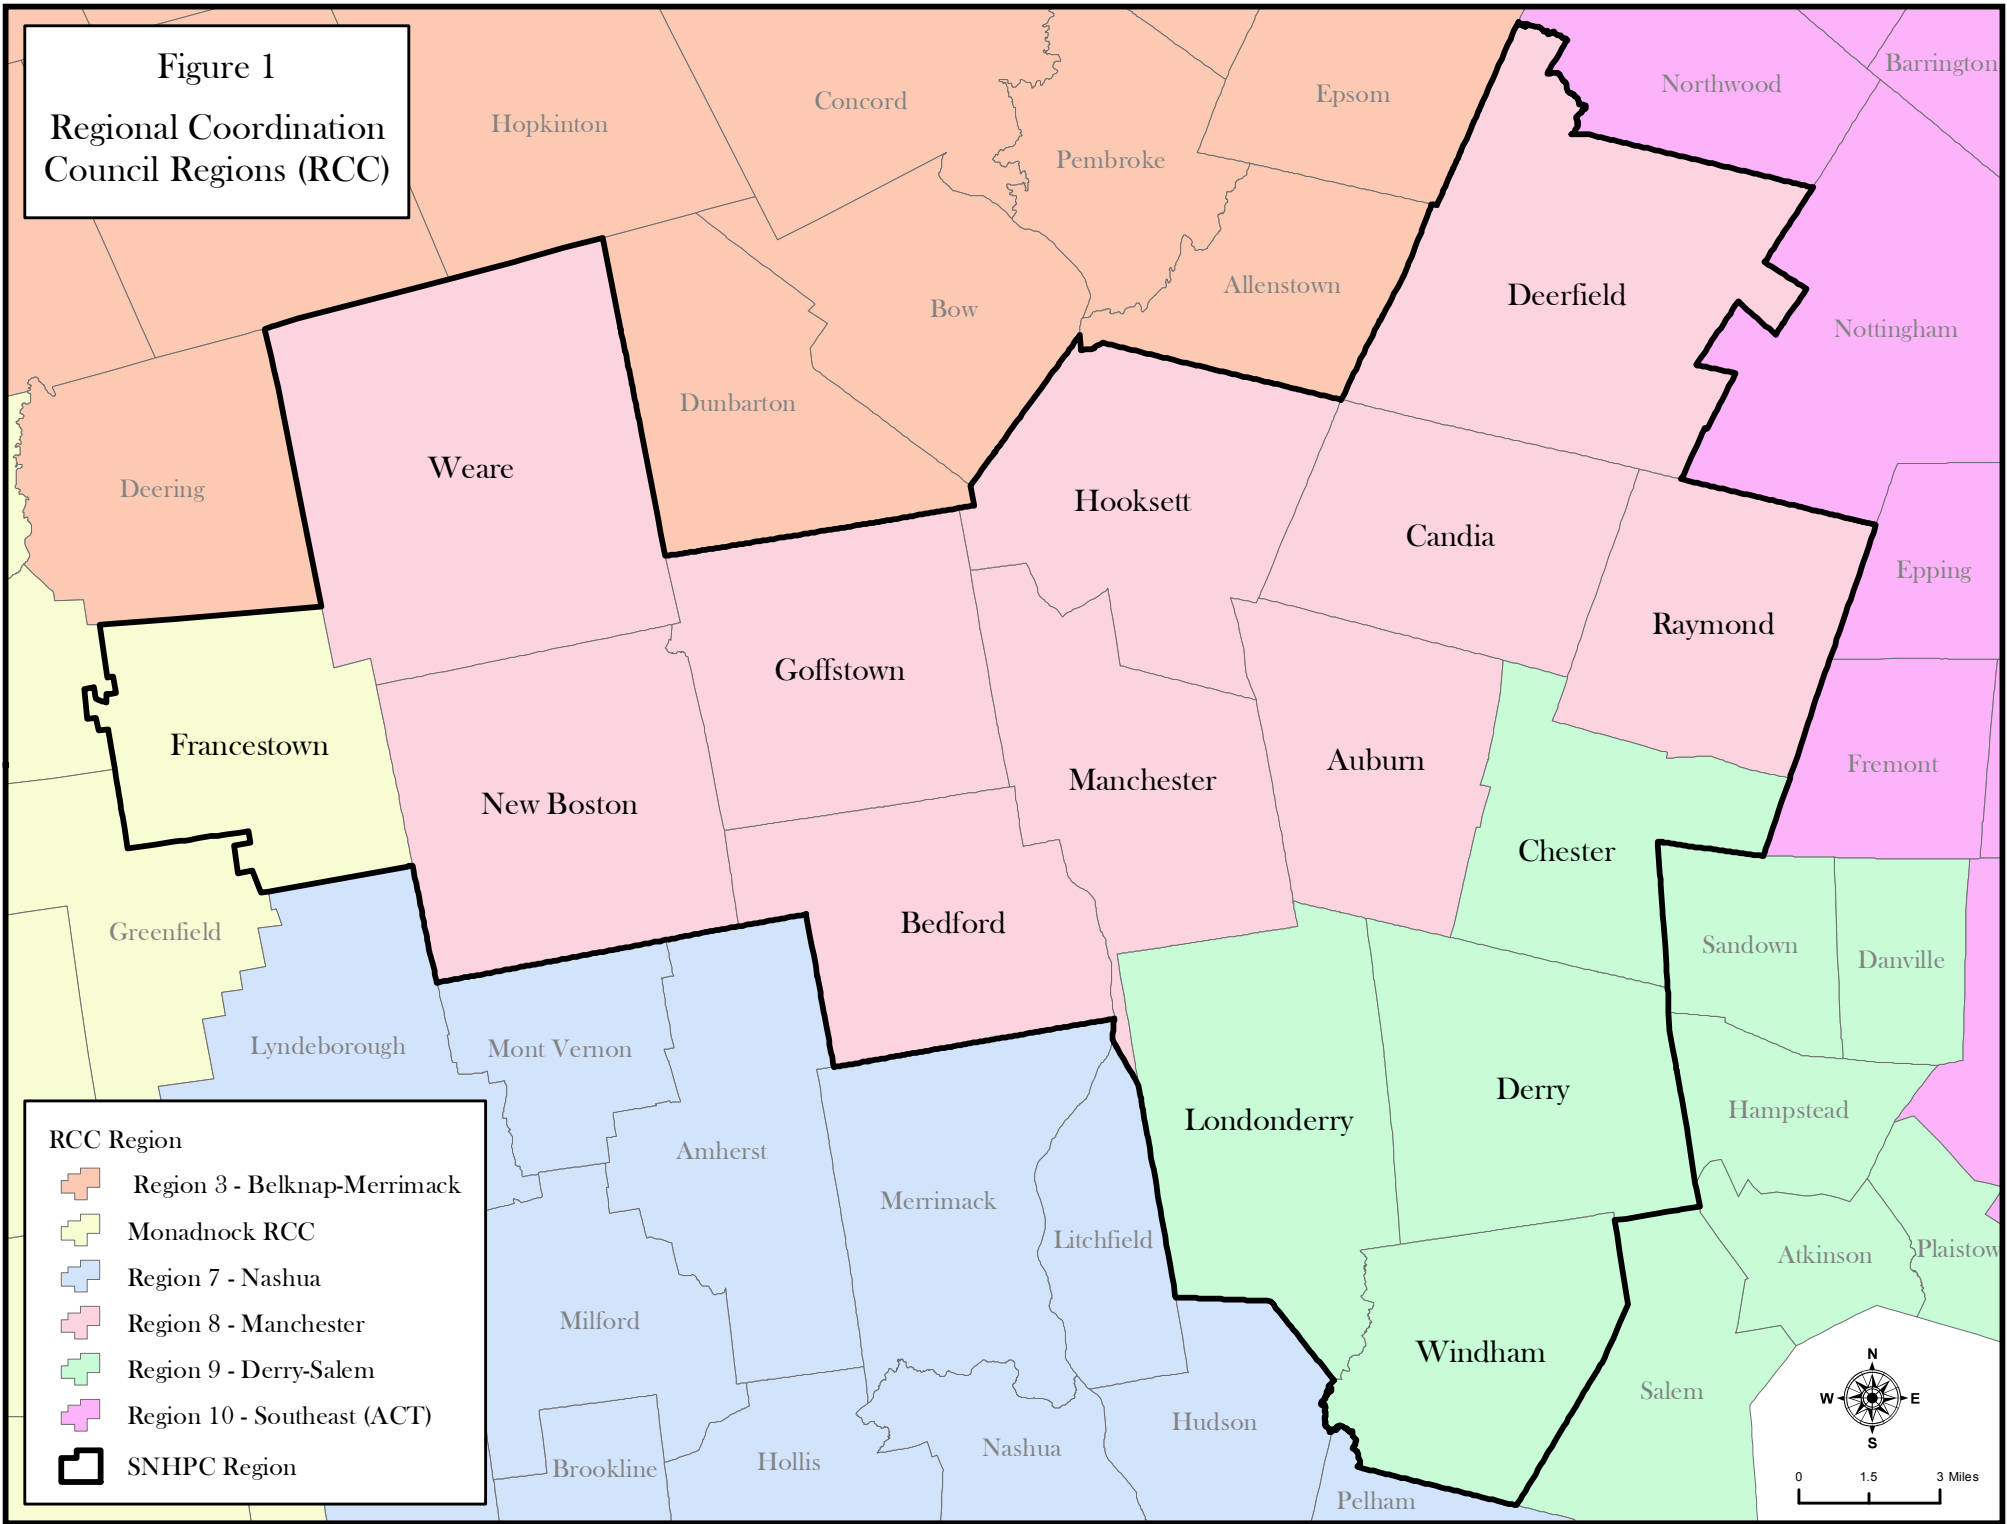 Figure 1
Regional Coordination
Council Regions (RCC)
Hopkinton
Concord
Pembroke
Epsom
Northwood
Barrington
Bow
Allenstown
Deerfield
Nottingham
Dunbarton
Deering
Weare
Hooksett
Candia
Epping
Raymond
Goffstown
Francestown
New Boston
Manchester
Auburn
Fremont
Chester
Greenfield
Bedford
Sandown
Danville
Lyndeborough
Mont Vernon
Londonderry
Derry
Hampstead
Amherst
Merrimack
Litchfield
Atkinson
Plaistow
Milford
Windham
Salem
Brookline
Hollis
Nashua
Hudson
Pelham
RCC Region
Region 3 - Belknap-Merrimack
Monadnock RCC
Region 7 - Nashua
Region 8 - Manchester
Region 9 - Derry-Salem
Region 10 - Southeast (ACT)
SNHPC Region
N
W
E
S
0 1.5 3 Miles